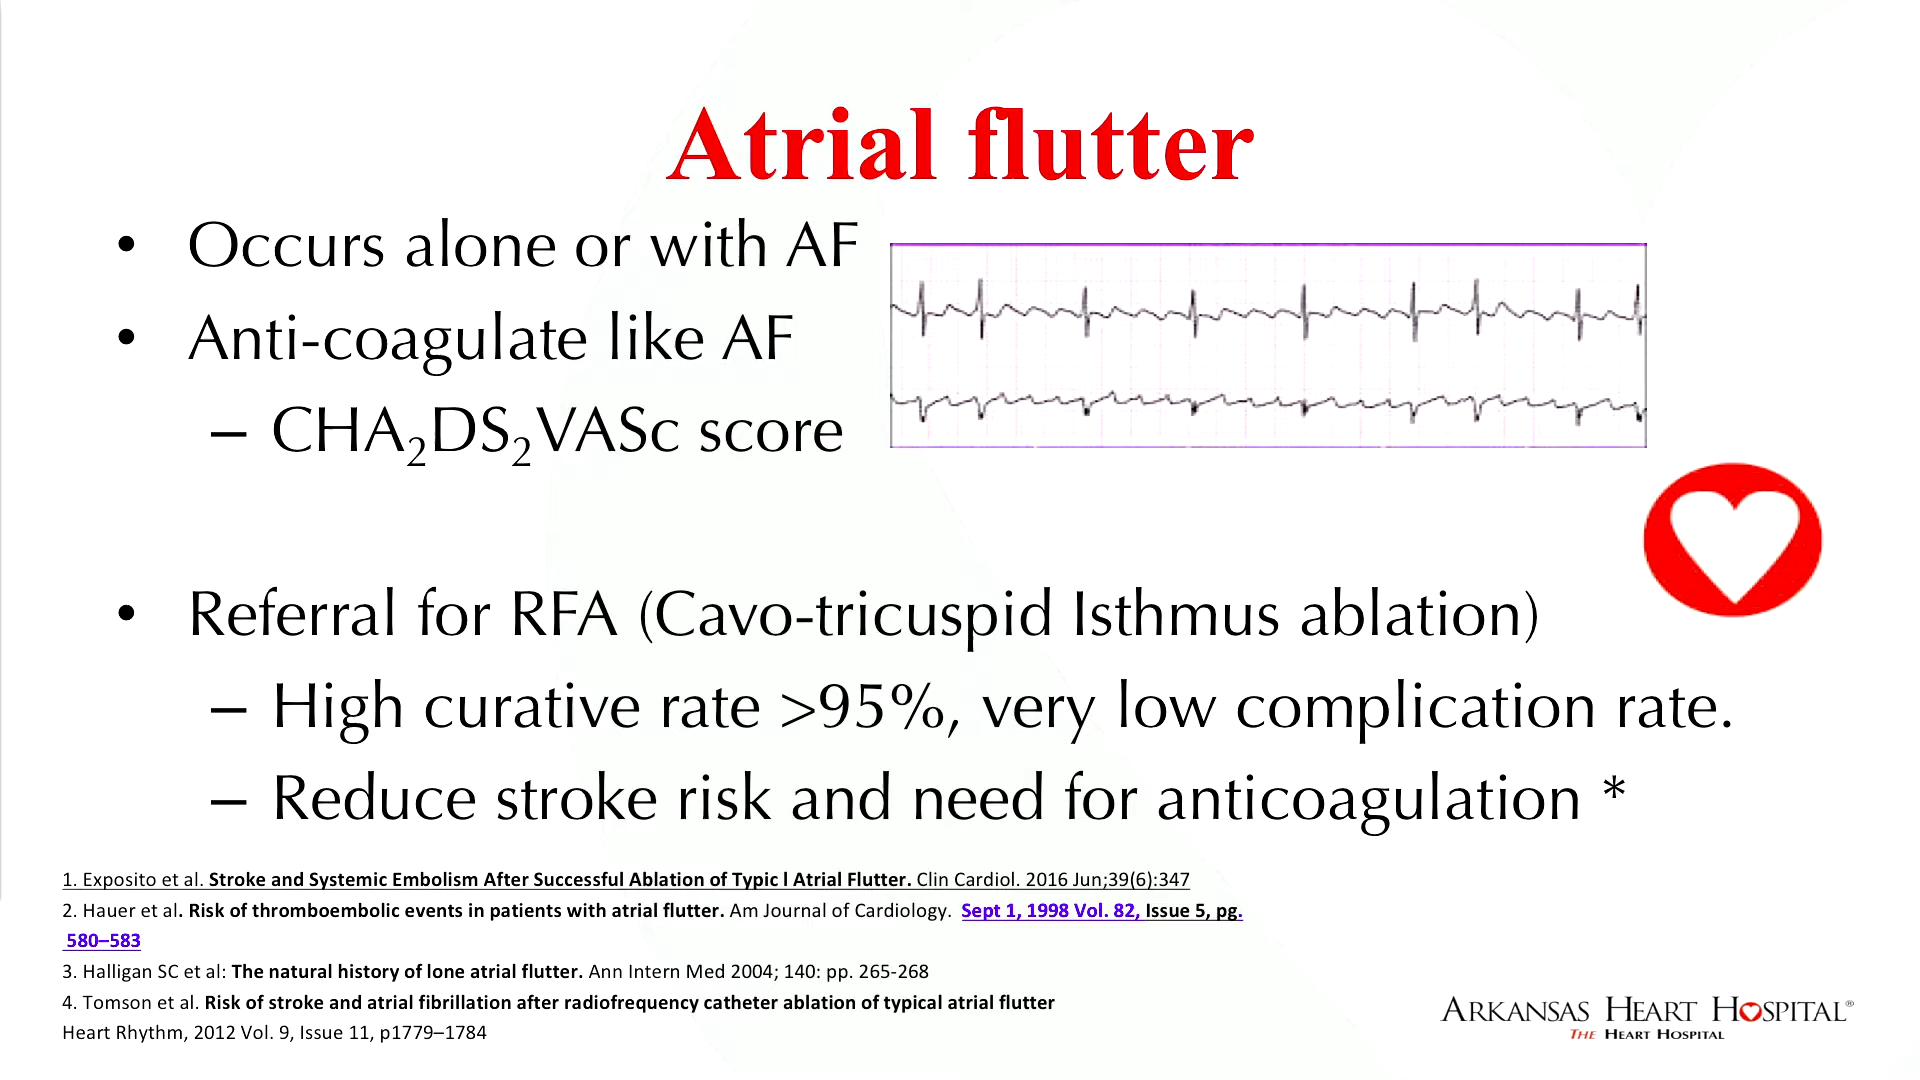 Atrial flutter
• Occurs alone or with AF
• Anti-coagulate like AF
– CHA₂DS₂VASc score
• Referral for RFA (Cavo-tricuspid Isthmus ablation)
– High curative rate >95%, very low complication rate.
– Reduce stroke risk and need for anticoagulation *
1. Exposito et al. Stroke and Systemic Embolism After Successful Ablation of Typic l Atrial Flutter. Clin Cardiol. 2016 Jun;39(6):347
2. Hauer et al. Risk of thromboembolic events in patients with atrial flutter. Am Journal of Cardiology. Sept 1, 1998 Vol. 82, Issue 5, pg.
580–583
3. Halligan SC et al: The natural history of lone atrial flutter. Ann Intern Med 2004; 140: pp. 265-268
4. Tomson et al. Risk of stroke and atrial fibrillation after radiofrequency catheter ablation of typical atrial flutter
Heart Rhythm, 2012 Vol. 9, Issue 11, p1779–1784
ARKANSAS HEART HOSPITAL®
THE HEART HOSPITAL